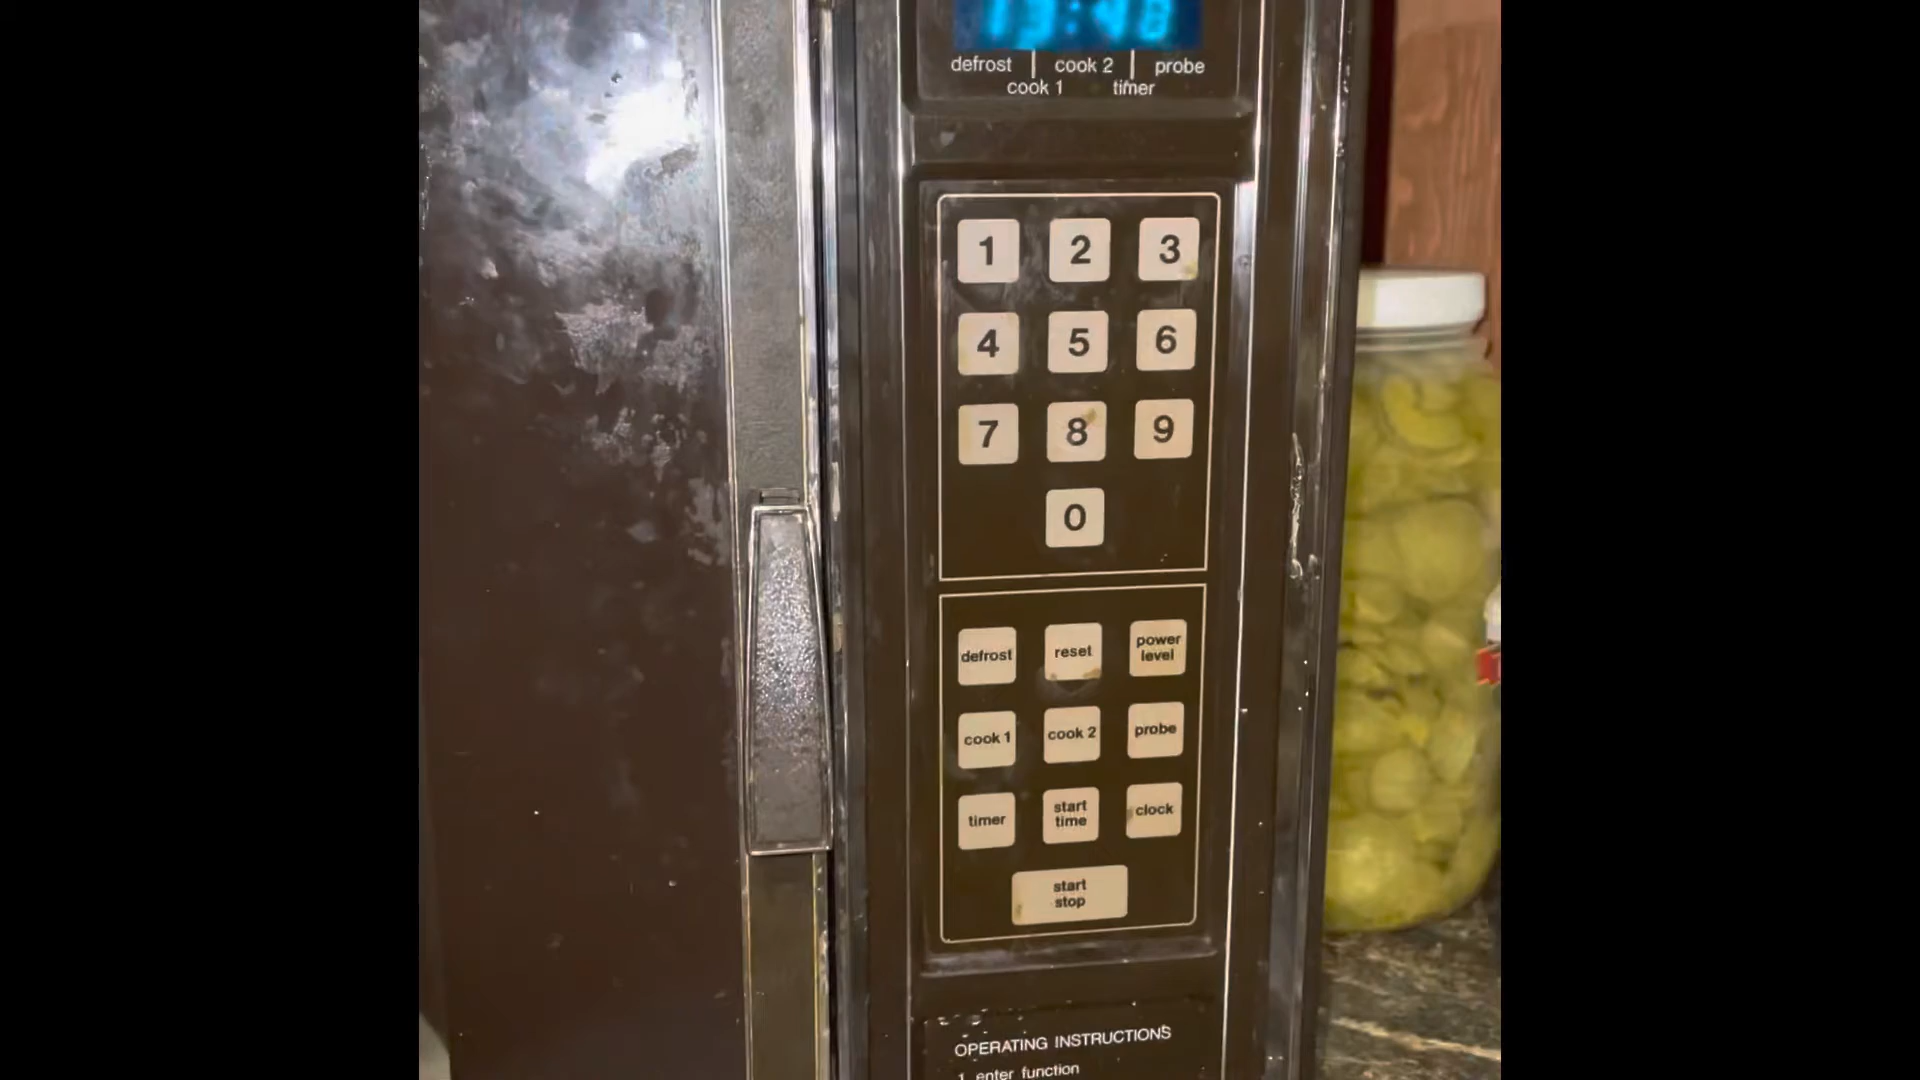 defrost cook 2 probe
cook 1 timer
1 2 3
4 5 6
7 8 9
0
defrost reset power level
cook 1 cook 2 probe
timer start time clock
start
stop
OPERATING INSTRUCTIONS
1. enter function